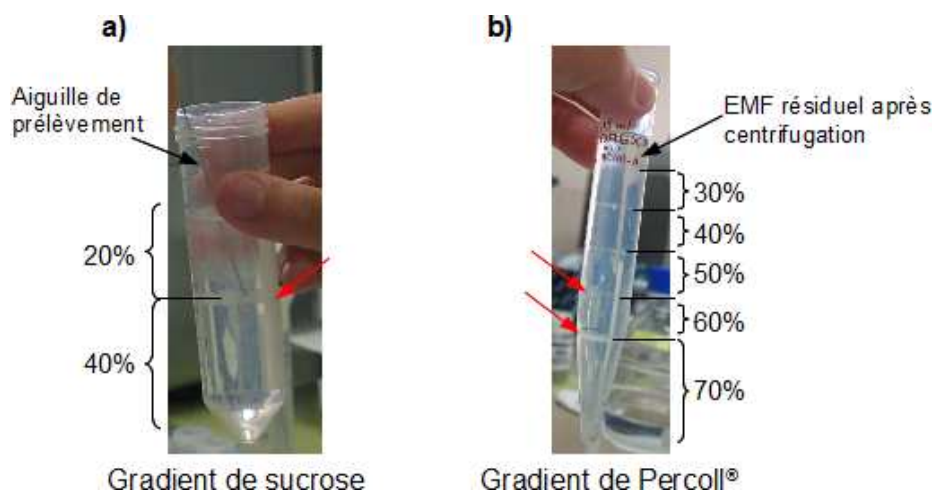 a)
b)
Aiguille de
prélèvement
20%
40%
EMF résiduel après
centrifugation
30%
40%
50%
60%
70%
Gradient de sucrose
Gradient de Percoll®